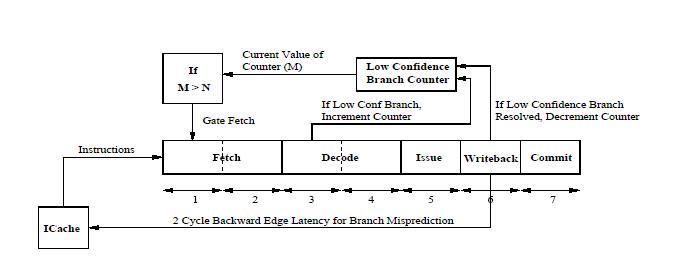 Current Value of
Counter (M)
Low Confidence
Branch Counter
If
M > N
If Low Conf Branch,
Increment Counter
If Low Confidence Branch
Resolved, Decrement Counter
Gate Fetch
Instructions
Fetch
Decode
Issue
Writeback
Commit
1
2
3
4
5
6
7
2 Cycle Backward Edge Latency for Branch Misprediction
ICache